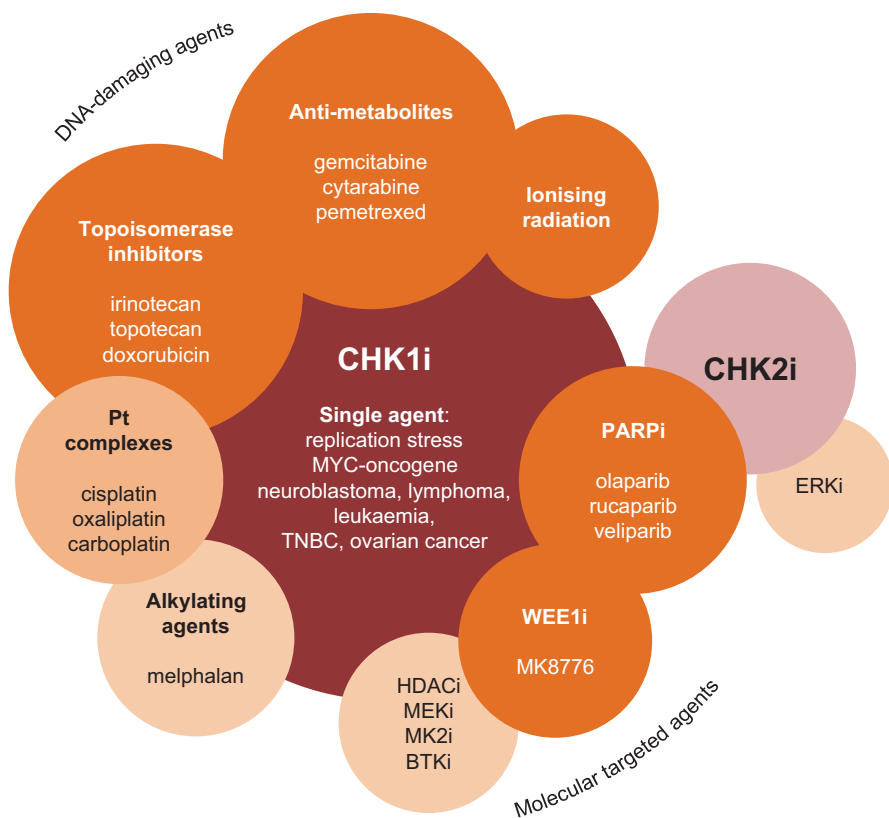 DNA-damaging agents
Anti-metabolites
gemcitabine
cytarabine
pemetrexed
Ionising
radiation
Topoisomerase
inhibitors
irinotecan
topotecan
doxorubicin
CHK1i
Single agent:
replication stress
MYC-oncogene
neuroblastoma, lymphoma,
leukaemia,
TNBC, ovarian cancer
CHK2i
PARPi
olaparib
rucaparib
veliparib
ERKi
Pt
complexes
cisplatin
oxaliplatin
carboplatin
Alkylating
agents
melphalan
WEE1i
MK8776
HDACi
MEKi
MK2i
BTKi
Molecular targeted agents